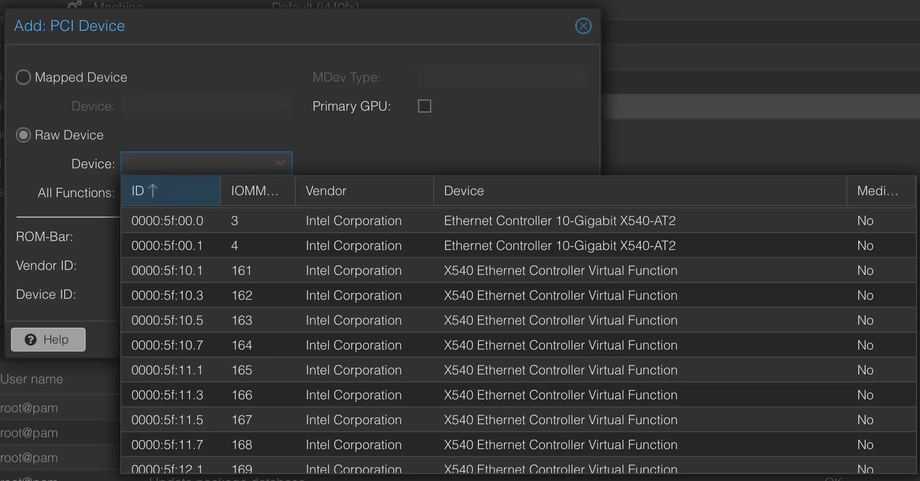 Machine Default (i440fx)
Add: PCI Device
Mapped Device MDev Type:
Device: Primary GPU:
Raw Device
Device:
All Functions: ID IOMM... Vendor Device Medi...
0000:5f:00.0 3 Intel Corporation Ethernet Controller 10-Gigabit X540-AT2 No
ROM-Bar: 0000:5f:00.1 4 Intel Corporation Ethernet Controller 10-Gigabit X540-AT2 No
Vendor ID: 0000:5f:10.1 161 Intel Corporation X540 Ethernet Controller Virtual Function No
Device ID: 0000:5f:10.3 162 Intel Corporation X540 Ethernet Controller Virtual Function No
0000:5f:10.5 163 Intel Corporation X540 Ethernet Controller Virtual Function No
Help 0000:5f:10.7 164 Intel Corporation X540 Ethernet Controller Virtual Function No
0000:5f:11.1 165 Intel Corporation X540 Ethernet Controller Virtual Function No
User name 0000:5f:11.3 166 Intel Corporation X540 Ethernet Controller Virtual Function No
root@pam 0000:5f:11.5 167 Intel Corporation X540 Ethernet Controller Virtual Function No
root@pam 0000:5f:11.7 168 Intel Corporation X540 Ethernet Controller Virtual Function No
root@pam 0000:5f:12.1 169 Intel Corporation X540 Ethernet Controller Virtual Function No
root@pam Update package database OK